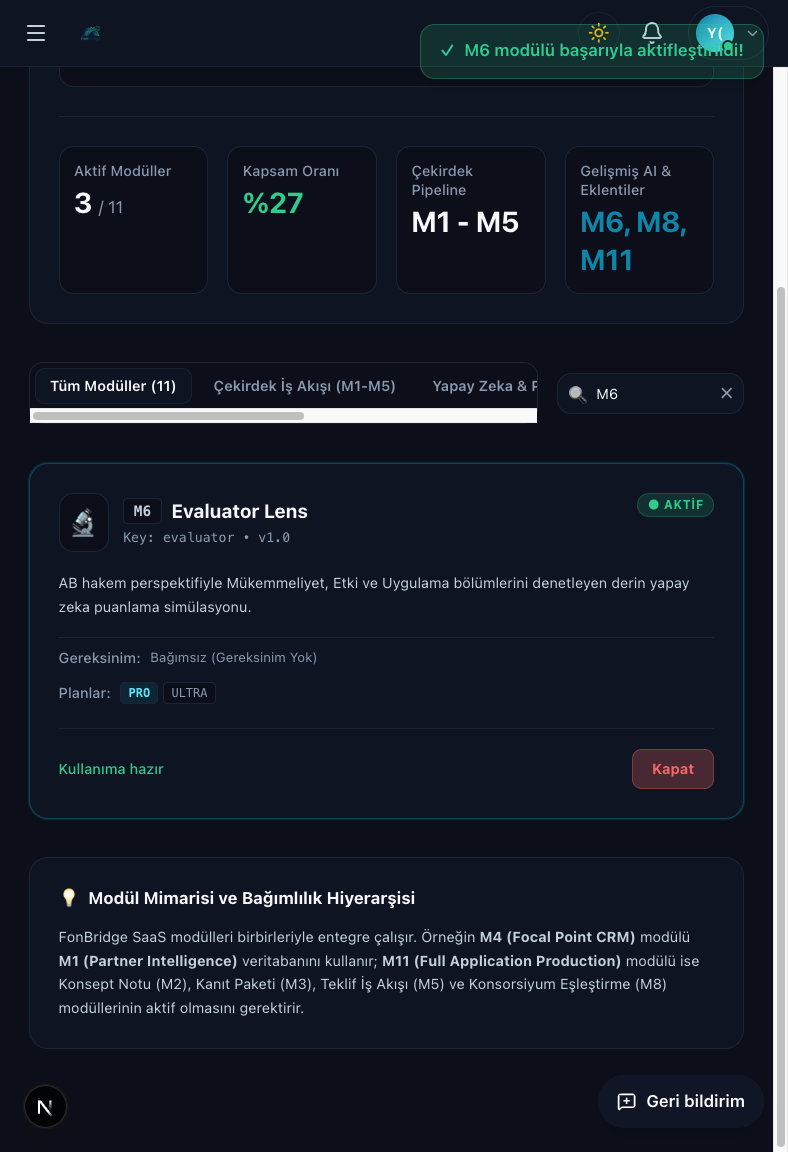 Y(
✓ M6 modülü başarıyla aktifleştirildi!
Aktif Modüller
3 / 11
Kapsam Oranı
%27
Çekirdek
Pipeline
M1 - M5
Gelişmiş AI &
Eklentiler
M6, M8,
M11
Tüm Modüller (11)
Çekirdek İş Akışı (M1-M5)
Yapay Zeka & P
M6
M6
Evaluator Lens
AKTİF
Key: evaluator • v1.0
AB hakem perspektifiyle Mükemmeliyet, Etki ve Uygulama bölümlerini denetleyen derin yapay
zeka puanlama simülasyonu.
Gereksinim: Bağımsız (Gereksinim Yok)
Planlar: PRO ULTRA
Kullanıma hazır
Kapat
Modül Mimarisi ve Bağımlılık Hiyerarşisi
FonBridge SaaS modülleri birbirleriyle entegre çalışır. Örneğin M4 (Focal Point CRM) modülü
M1 (Partner Intelligence) veritabanını kullanır; M11 (Full Application Production) modülü ise
Konsept Notu (M2), Kanıt Paketi (M3), Teklif İş Akışı (M5) ve Konsorsiyum Eşleştirme (M8)
modüllerinin aktif olmasını gerektirir.
N
Geri bildirim